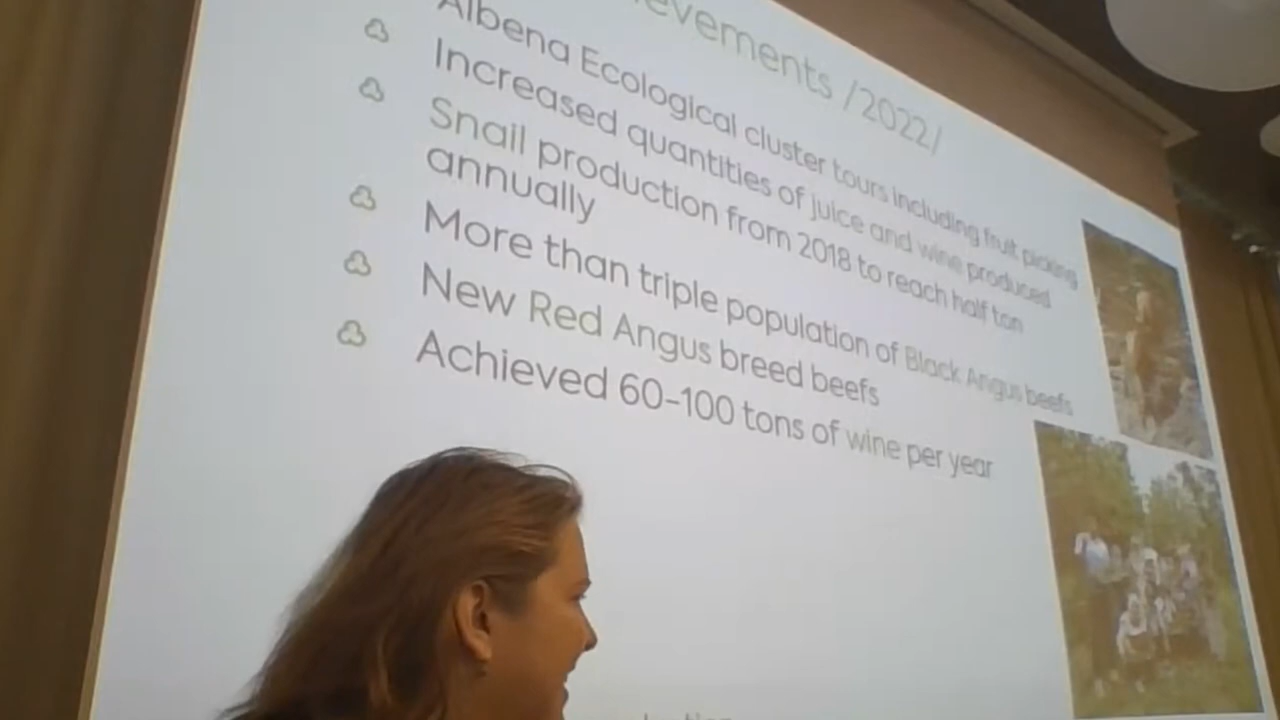 evements /2022/
Albena Ecological cluster tours including fruit picking
Increased quantities of juice and wine produced
Snail production from 2018 to reach half ton
annually
More than triple population of Black Angus beefs
New Red Angus breed beefs
Achieved 60-100 tons of wine per year